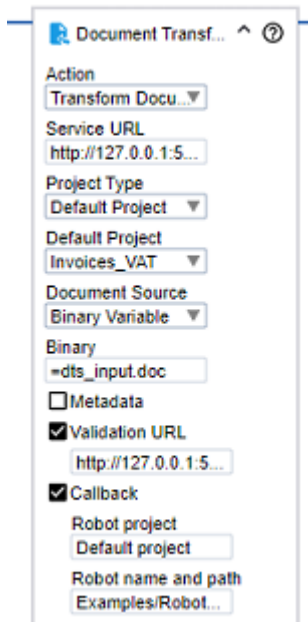 Document Transf...
Action
Transform Docu...
Service URL
http://127.0.0.1:5...
Project Type
Default Project
Default Project
Invoices_VAT
Document Source
Binary Variable
Binary
=dts_input.doc
Metadata
Validation URL
http://127.0.0.1:5...
Callback
Robot project
Default project
Robot name and path
Examples/Robot...